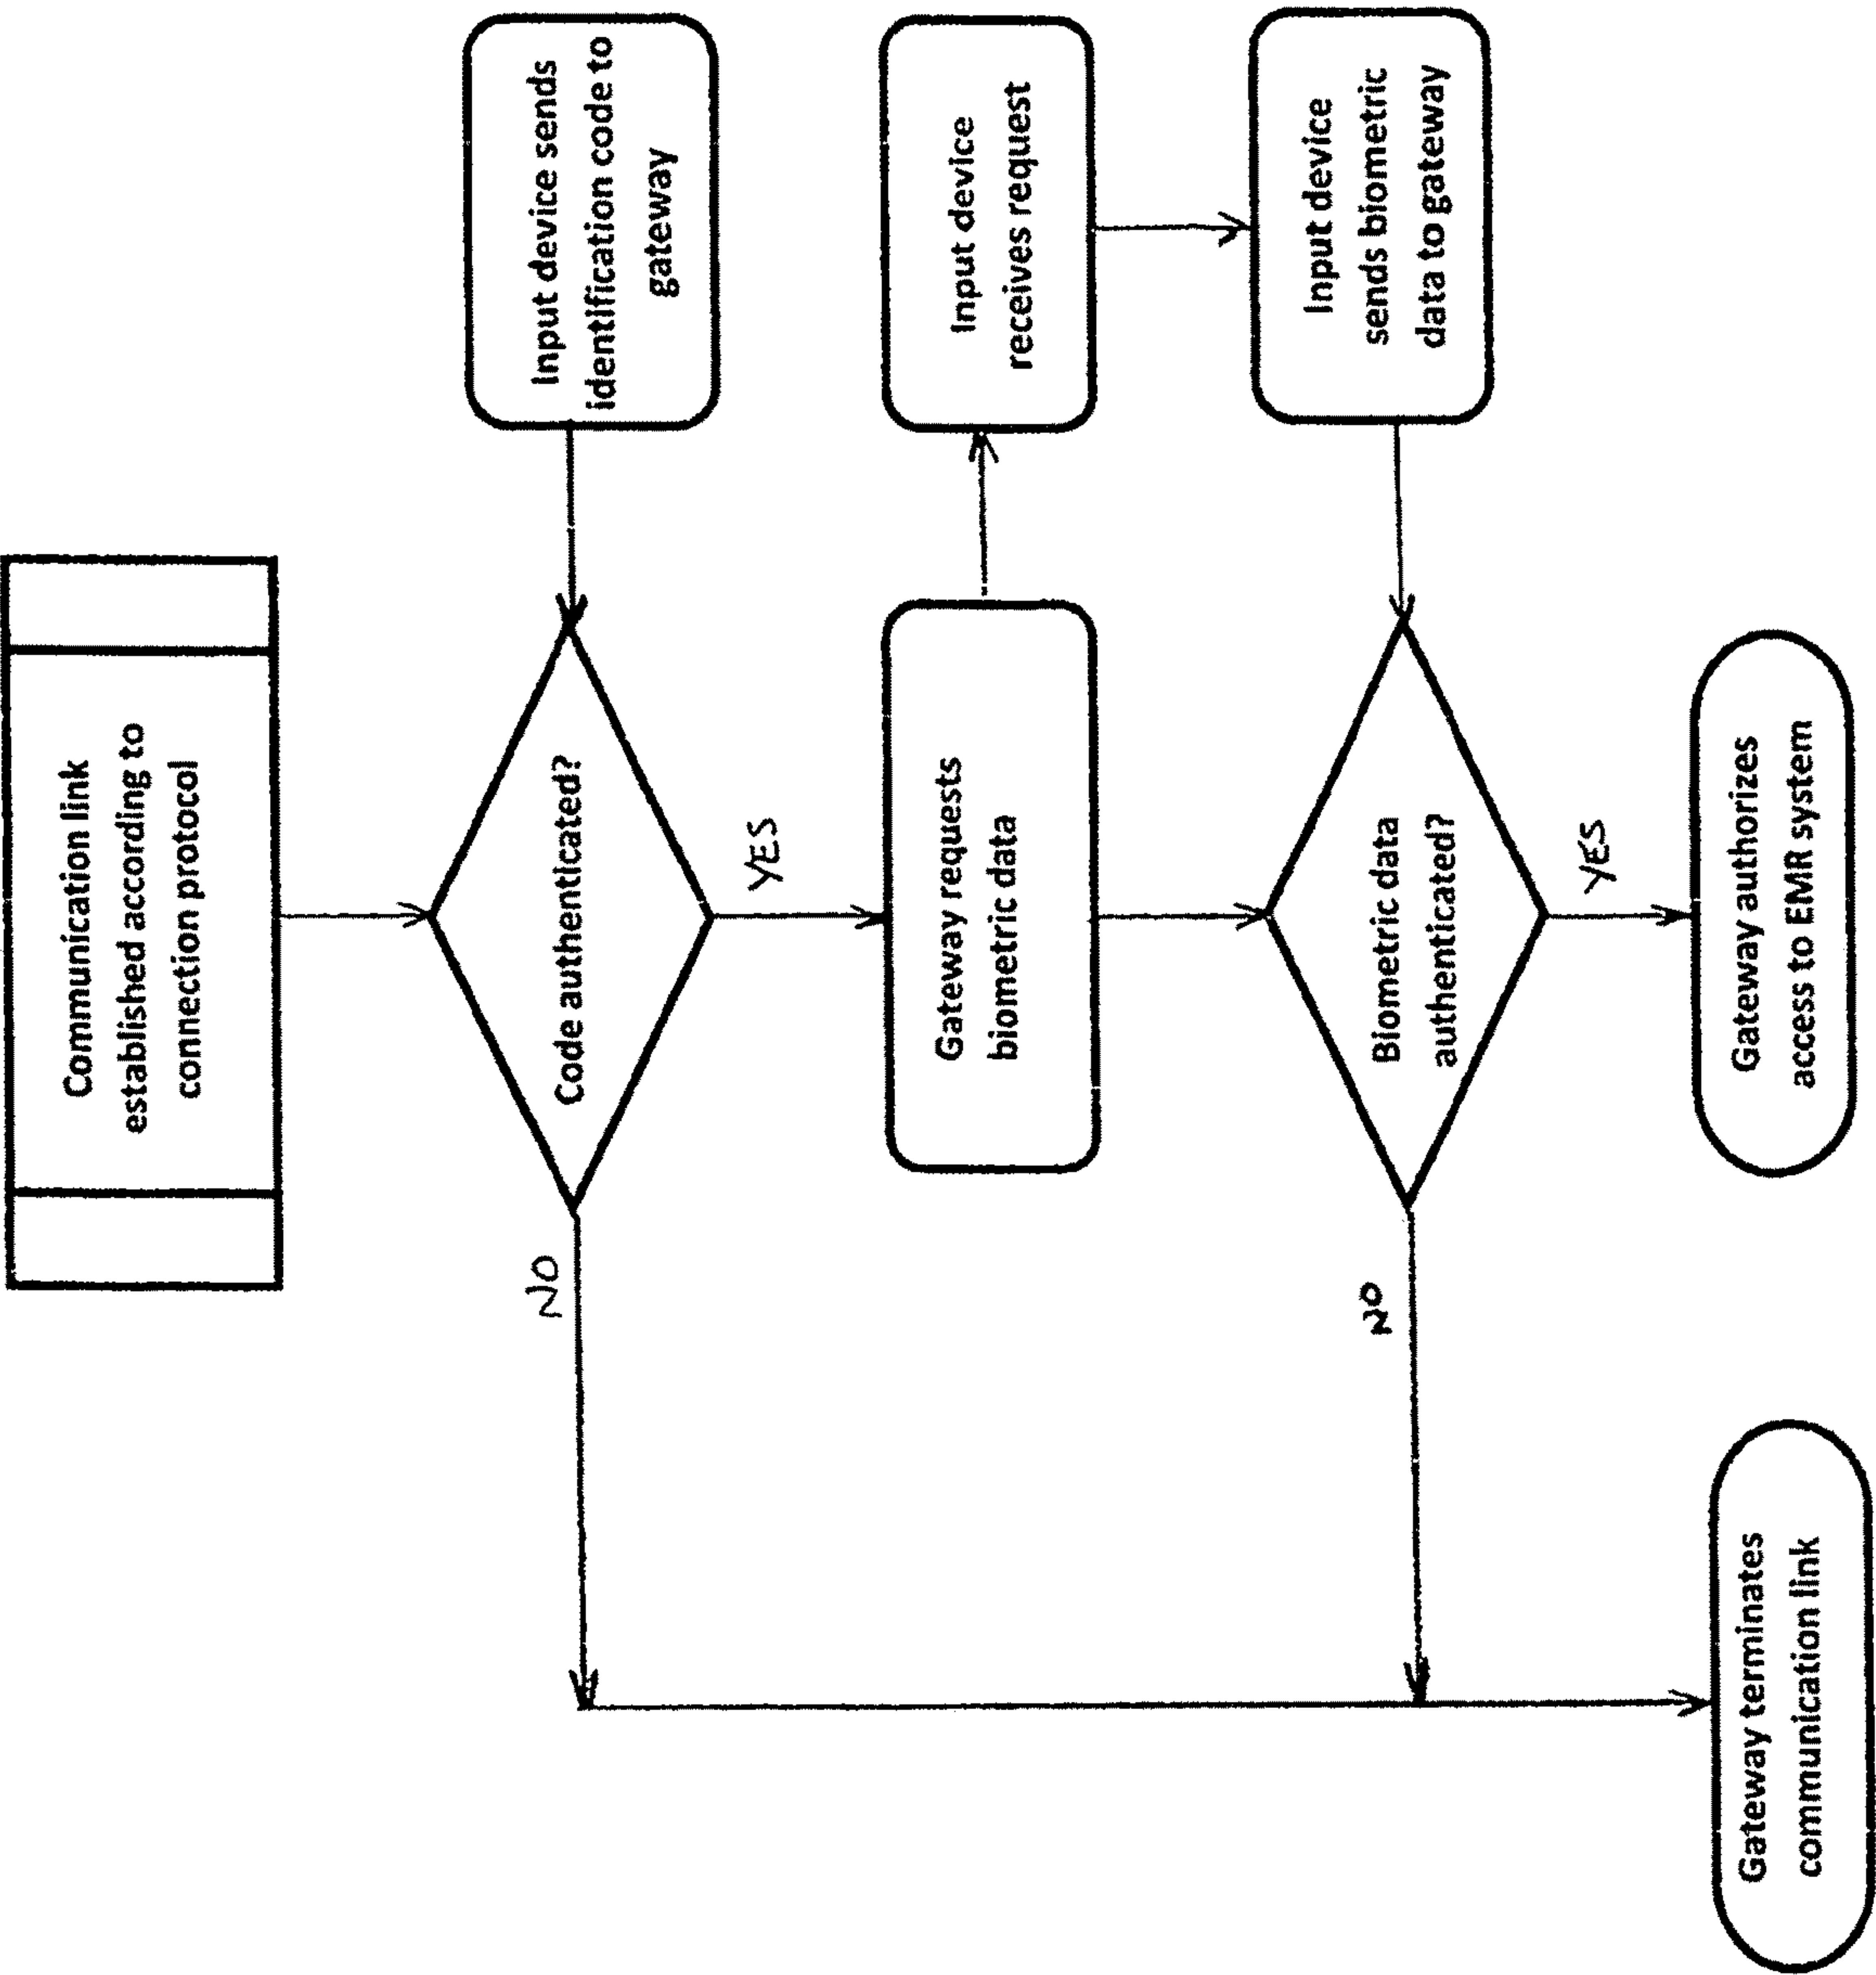 Communication link
established according to
connection protocol
Input device sends
identification code to
gateway
Code authenticated?
NO
YES
Gateway requests
biometric data
Input device
receives request
Input device
sends biometric
data to gateway
Biometric data
authenticated?
NO
YES
Gateway authorizes
access to EMR system
Gateway terminates
communication link